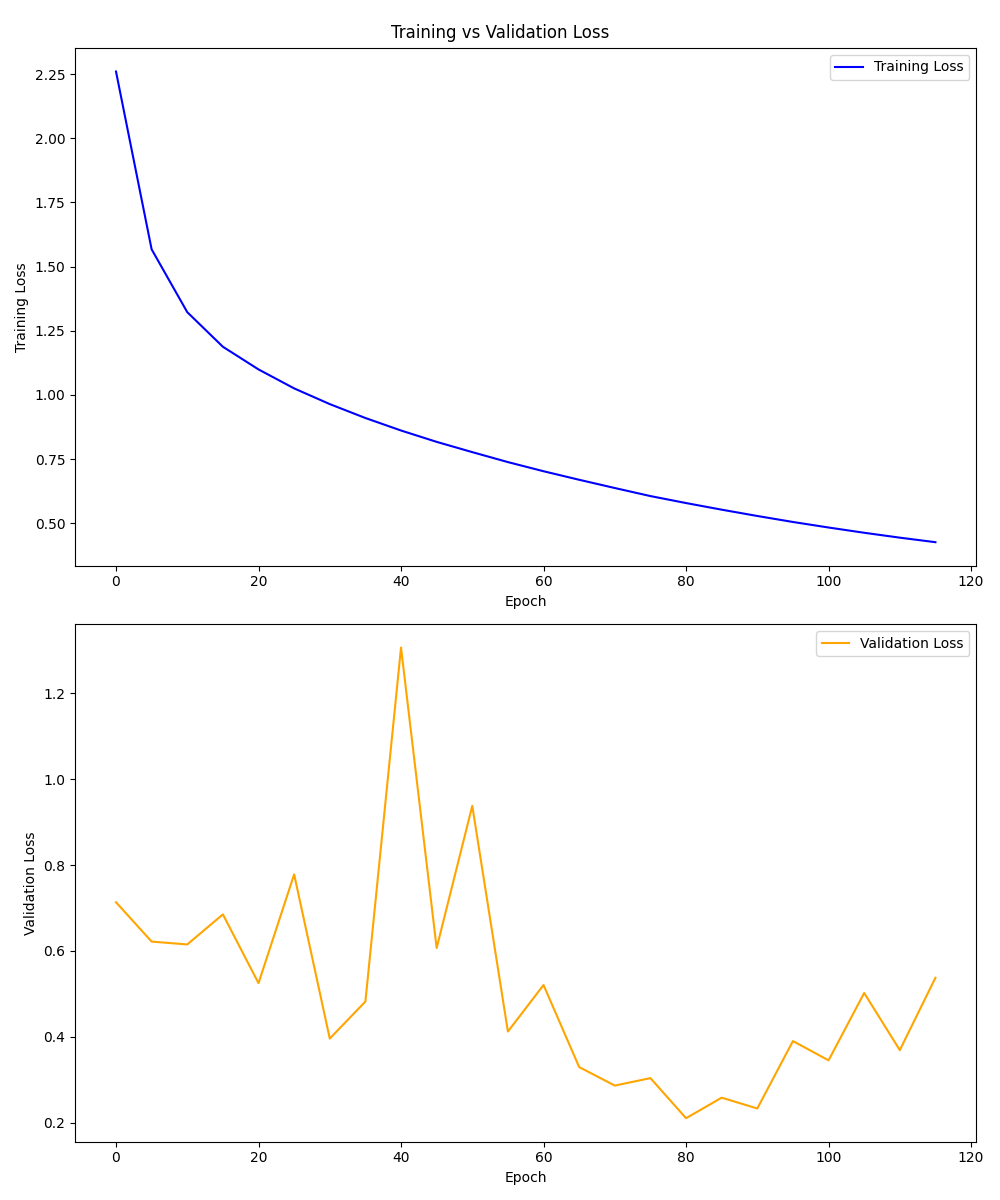 Training vs Validation Loss
Training Loss
2.25
2.00
1.75
1.50
1.25
1.00
0.75
0.50
Training Loss
0 20 40 60 80 100 120
Epoch
Validation Loss
1.2
1.0
0.8
0.6
0.4
0.2
Validation Loss
0 20 40 60 80 100 120
Epoch